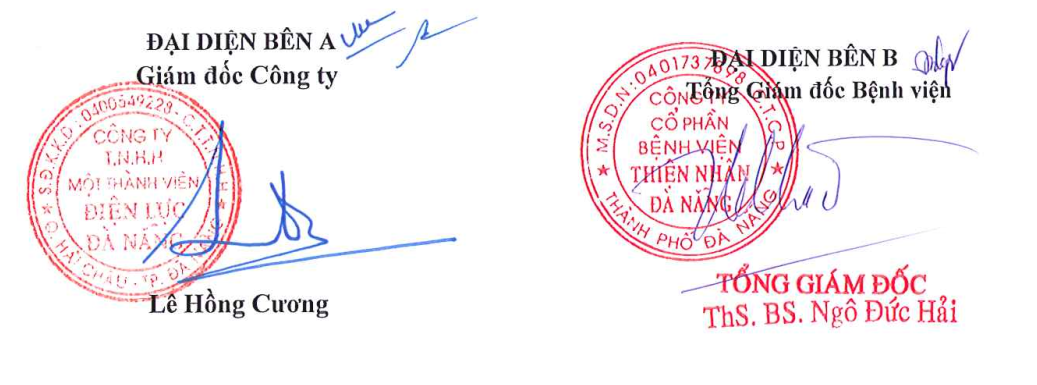 ĐẠI DIỆN BÊN A
Giám đốc Công ty
S.Đ.K.K.D: 0400549228 - C.T.T.N.H.H
CÔNG TY
T.N.H.H
MỘT THÀNH VIÊN
ĐIỆN LỰC
ĐÀ NẴNG
Q. HẢI CHÂU - TP. ĐÀ NẴNG
Lê Hồng Cương
ĐẠI DIỆN BÊN B
Tổng Giám đốc Bệnh viện
M.S.D.N: 0401737698 C.T.C.P
CÔNG TY
CỔ PHẦN
BỆNH VIỆN
THIỆN NHÂN
ĐÀ NẴNG
THÀNH PHỐ ĐÀ NẴNG
TỔNG GIÁM ĐỐC
ThS. BS. Ngô Đức Hải